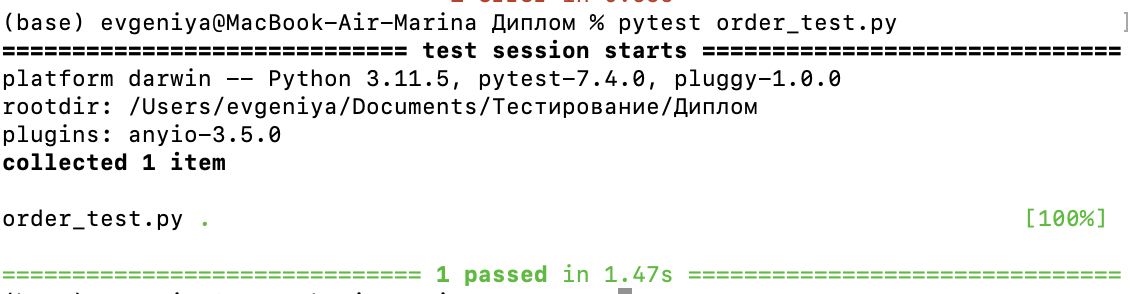 (base) evgeniya@MacBook-Air-Marina Диплом % pytest order_test.py
============================= test session starts ==============================
platform darwin -- Python 3.11.5, pytest-7.4.0, pluggy-1.0.0
rootdir: /Users/evgeniya/Documents/Тестирование/Диплом
plugins: anyio-3.5.0
collected 1 item
order_test.py . [100%]
============================== 1 passed in 1.47s ===============================